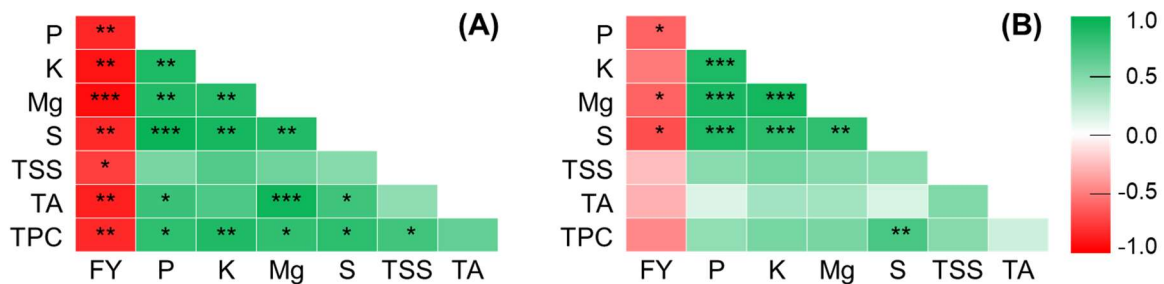 (A)
P **
K ** **
Mg *** ** **
S ** *** ** **
TSS *
TA ** * *** *
TPC ** * ** * * *
FY P K Mg S TSS TA
(B)
P *
K ***
Mg * *** ***
S * *** *** **
TSS
TA
TPC **
FY P K Mg S TSS TA
1.0
0.5
0.0
-0.5
-1.0